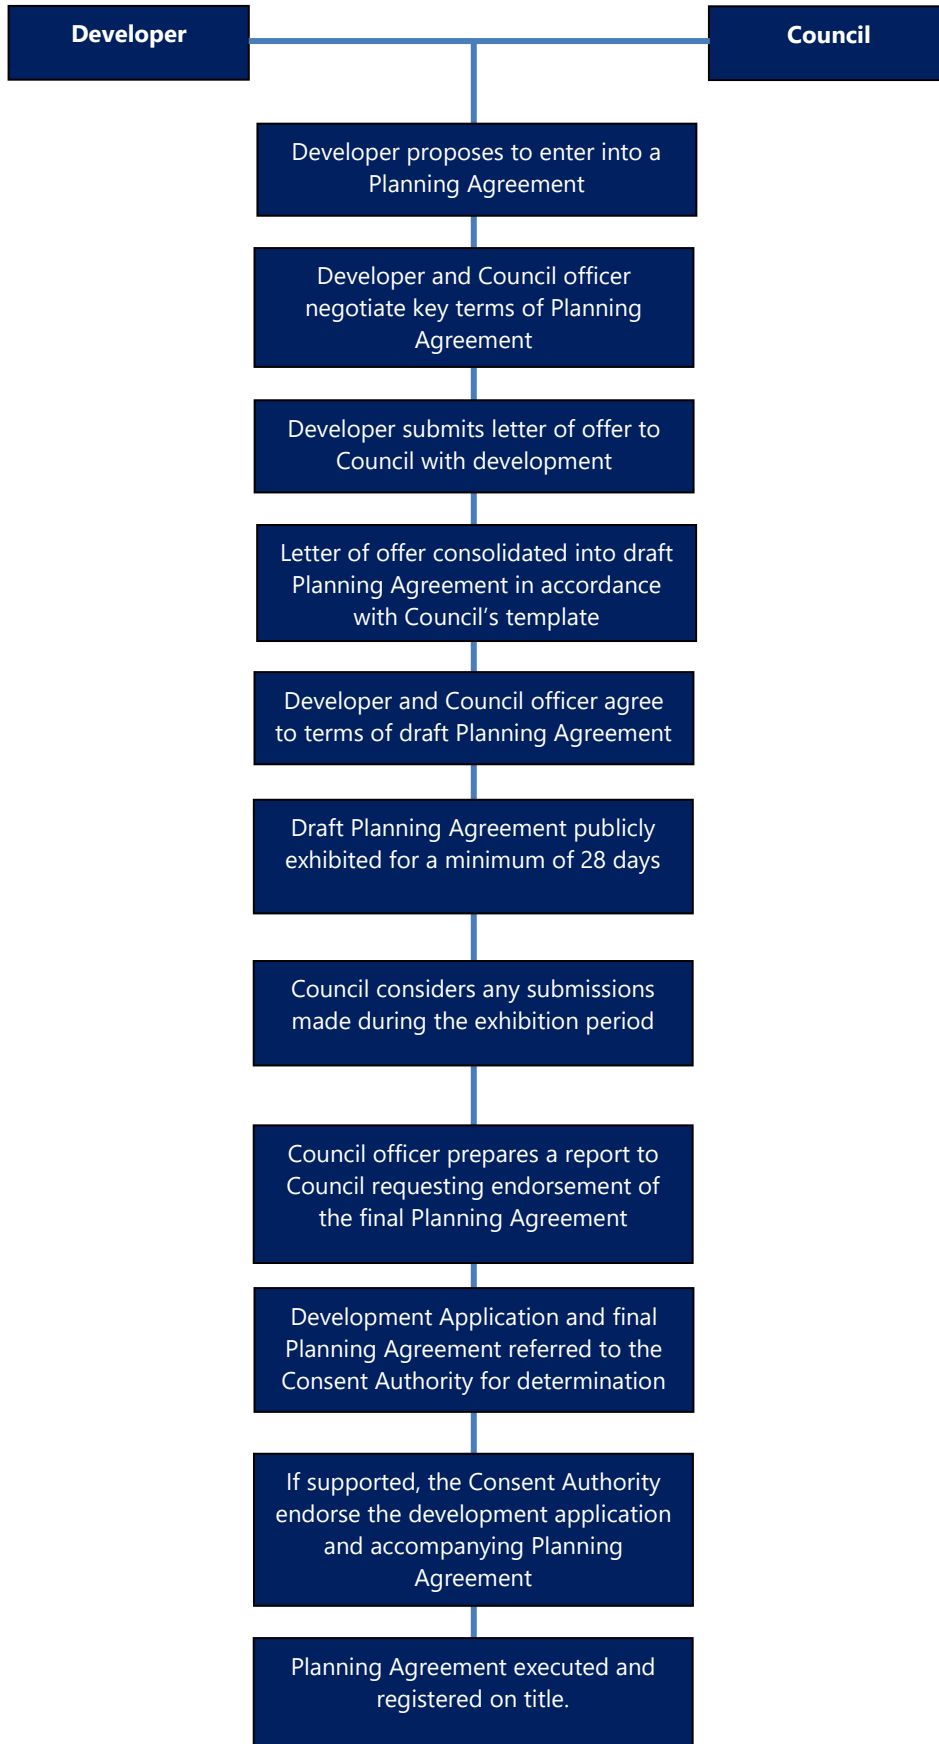 Developer
Council
Developer proposes to enter into a
Planning Agreement
Developer and Council officer
negotiate key terms of Planning
Agreement
Developer submits letter of offer to
Council with development
Letter of offer consolidated into draft
Planning Agreement in accordance
with Council's template
Developer and Council officer agree
to terms of draft Planning Agreement
Draft Planning Agreement publicly
exhibited for a minimum of 28 days
Council considers any submissions
made during the exhibition period
Council officer prepares a report to
Council requesting endorsement of
the final Planning Agreement
Development Application and final
Planning Agreement referred to the
Consent Authority for determination
If supported, the Consent Authority
endorse the development application
and accompanying Planning
Agreement
Planning Agreement executed and
registered on title.